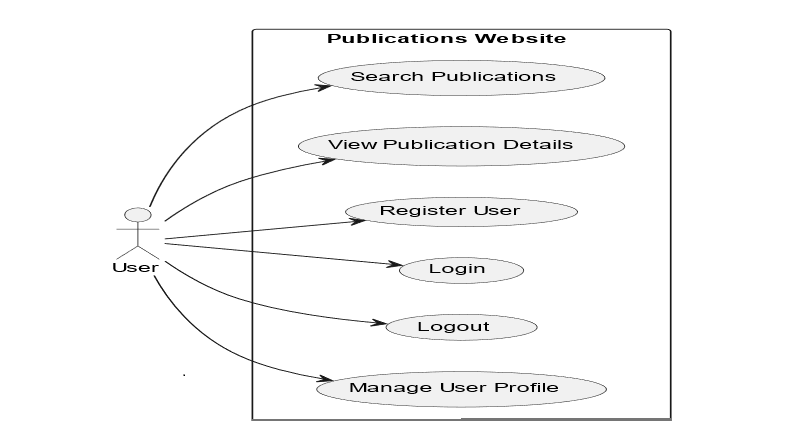 Publications Website
Search Publications
View Publication Details
Register User
Login
User
Logout
Manage User Profile